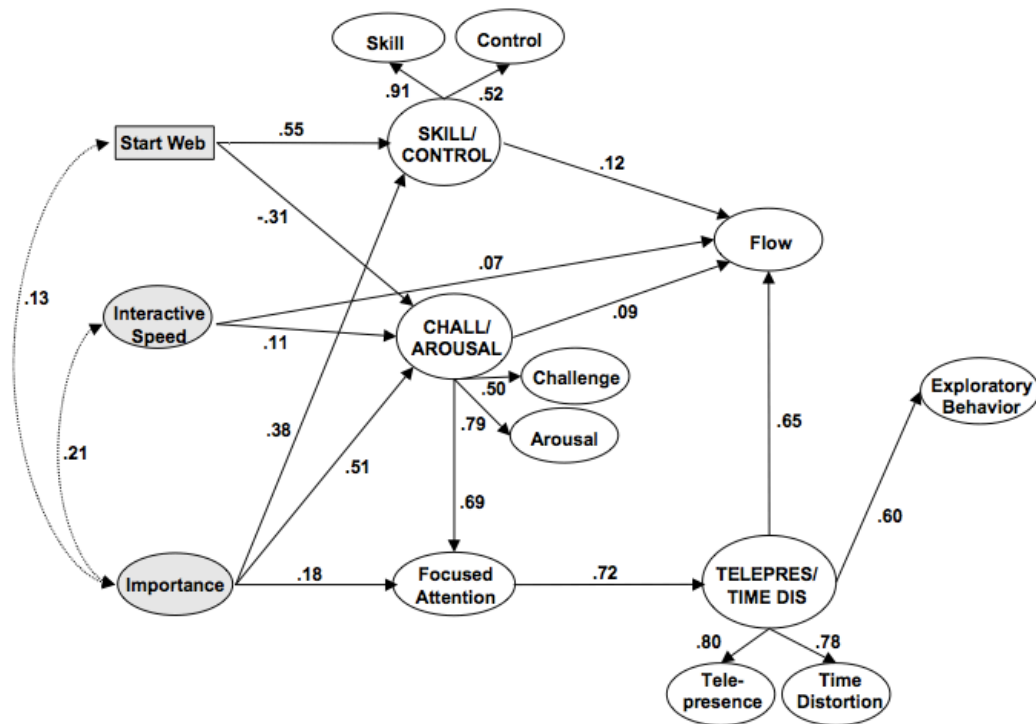 Skill
Control
.91
.52
Start Web
.55
SKILL/
CONTROL
.12
-.31
Flow
.07
.13
Interactive
Speed
.11
CHALL/
AROUSAL
.09
.50
Challenge
Exploratory
Behavior
.79
Arousal
.38
.65
.21
.51
.69
.60
Importance
.18
Focused
Attention
.72
TELEPRES/
TIME DIS
.80
.78
Tele-
presence
Time
Distortion